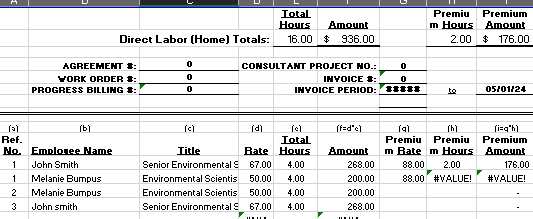 A B C D E F G H I
Total Premiu Premium
Hours Amount m Hours Amount
Direct Labor (Home) Totals: 16.00 $ 936.00 2.00 $ 176.00
AGREEMENT #: 0 CONSULTANT PROJECT NO.: 0
WORK ORDER #: 0 INVOICE #: 0
PROGRESS BILLING #: 0 INVOICE PERIOD: ##### to 05/01/24
(a) (b) (c) (d) (e) (f=d*e) (g) (h) (i=g*h)
Ref. Total Premiu Premiu Premium
No. Employee Name Title Rate Hours Amount m Rate m Hours Amount
1 John Smith Senior Environmental S 67.00 4.00 268.00 88.00 2.00 176.00
1 Melanie Bumpus Environmental Scientis 50.00 4.00 200.00 88.00 #VALUE! #VALUE!
2 Melanie Bumpus Environmental Scientis 50.00 4.00 200.00 -
3 John smith Senior Environmental S 67.00 4.00 268.00 -